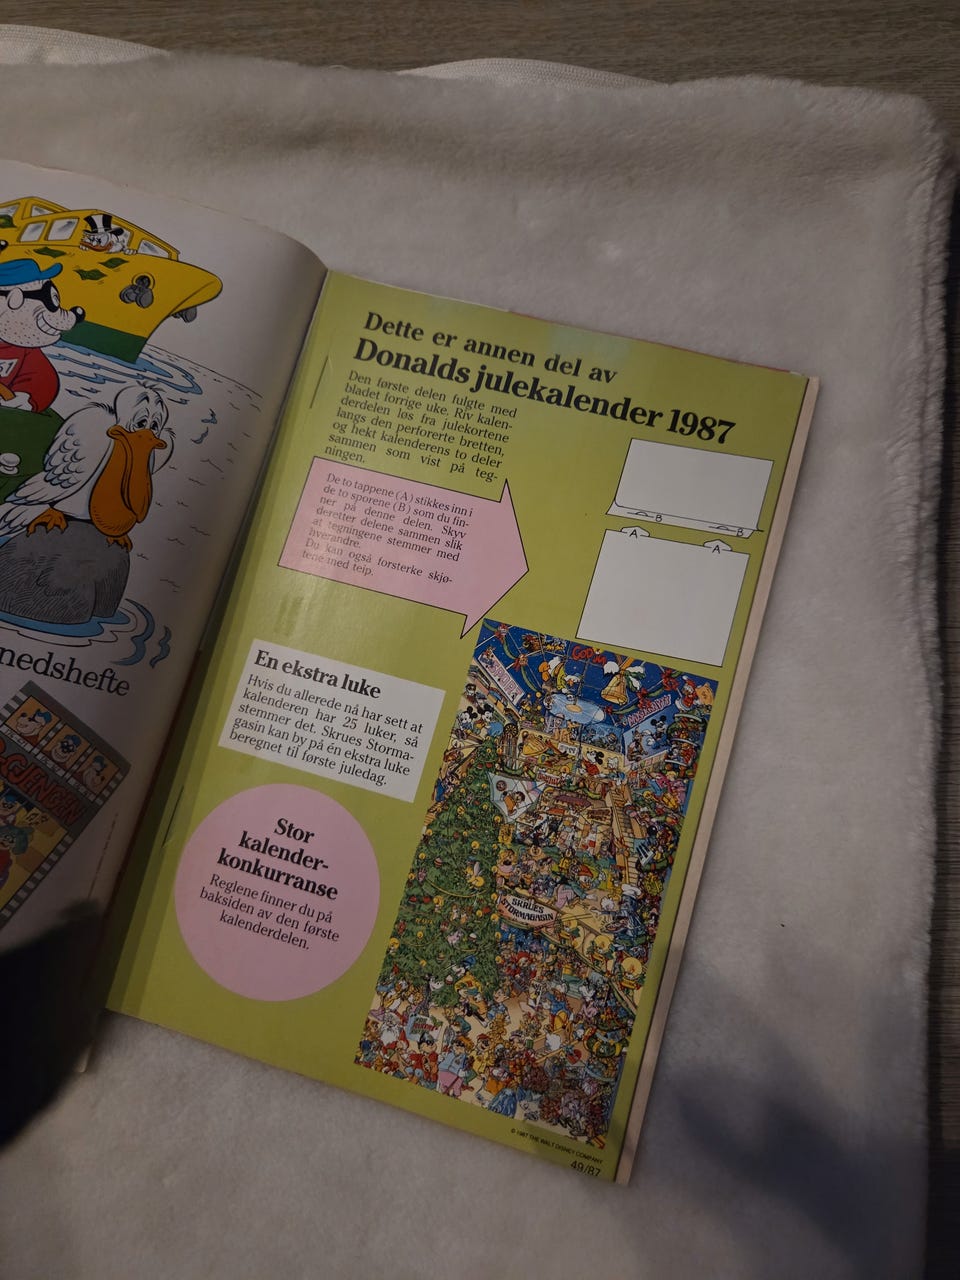 nedshefte
Dette er annen del av
Donalds julekalender 1987
Den første delen fulgte med
bladet forrige uke. Riv kalen-
derdelen løs fra julekortene
langs den perforerte bretten,
og hekt kalenderens to deler
sammen som vist på teg-
ningen.
De to tappene (A) stikkes inn i
de to sporene (B) som du fin-
ner på denne delen. Skyv
deretter delene sammen slik
at tegningene stemmer med
hverandre.
Du kan også forsterke skjø-
tene med teip.
B B
A A
En ekstra luke
Hvis du allerede nå har sett at
kalenderen har 25 luker, så
stemmer det. Skrues Storma-
gasin kan by på én ekstra luke
beregnet til første juledag.
Stor
kalender-
konkurranse
Reglene finner du på
baksiden av den første
kalenderdelen.
SKRUES
STORMAGASIN
© 1987 THE WALT DISNEY COMPANY
49/87